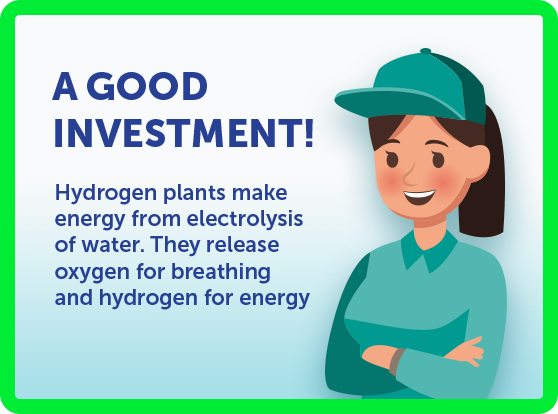 A GOOD
INVESTMENT!
Hydrogen plants make
energy from electrolysis
of water. They release
oxygen for breathing
and hydrogen for energy